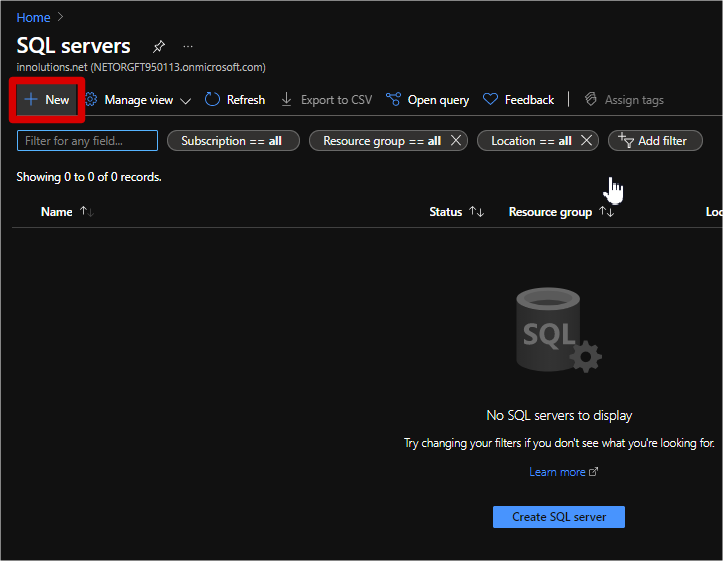 Home >
SQL servers ...
innolutions.net (NETORGFT950113.onmicrosoft.com)
+ New Manage view Refresh Export to CSV Open query Feedback | Assign tags
Filter for any field... Subscription == all Resource group == all Location == all Add filter
Showing 0 to 0 of 0 records.
Name ↑↓ Status ↑↓ Resource group ↑↓ Loc
SQL
No SQL servers to display
Try changing your filters if you don't see what you're looking for.
Learn more
Create SQL server